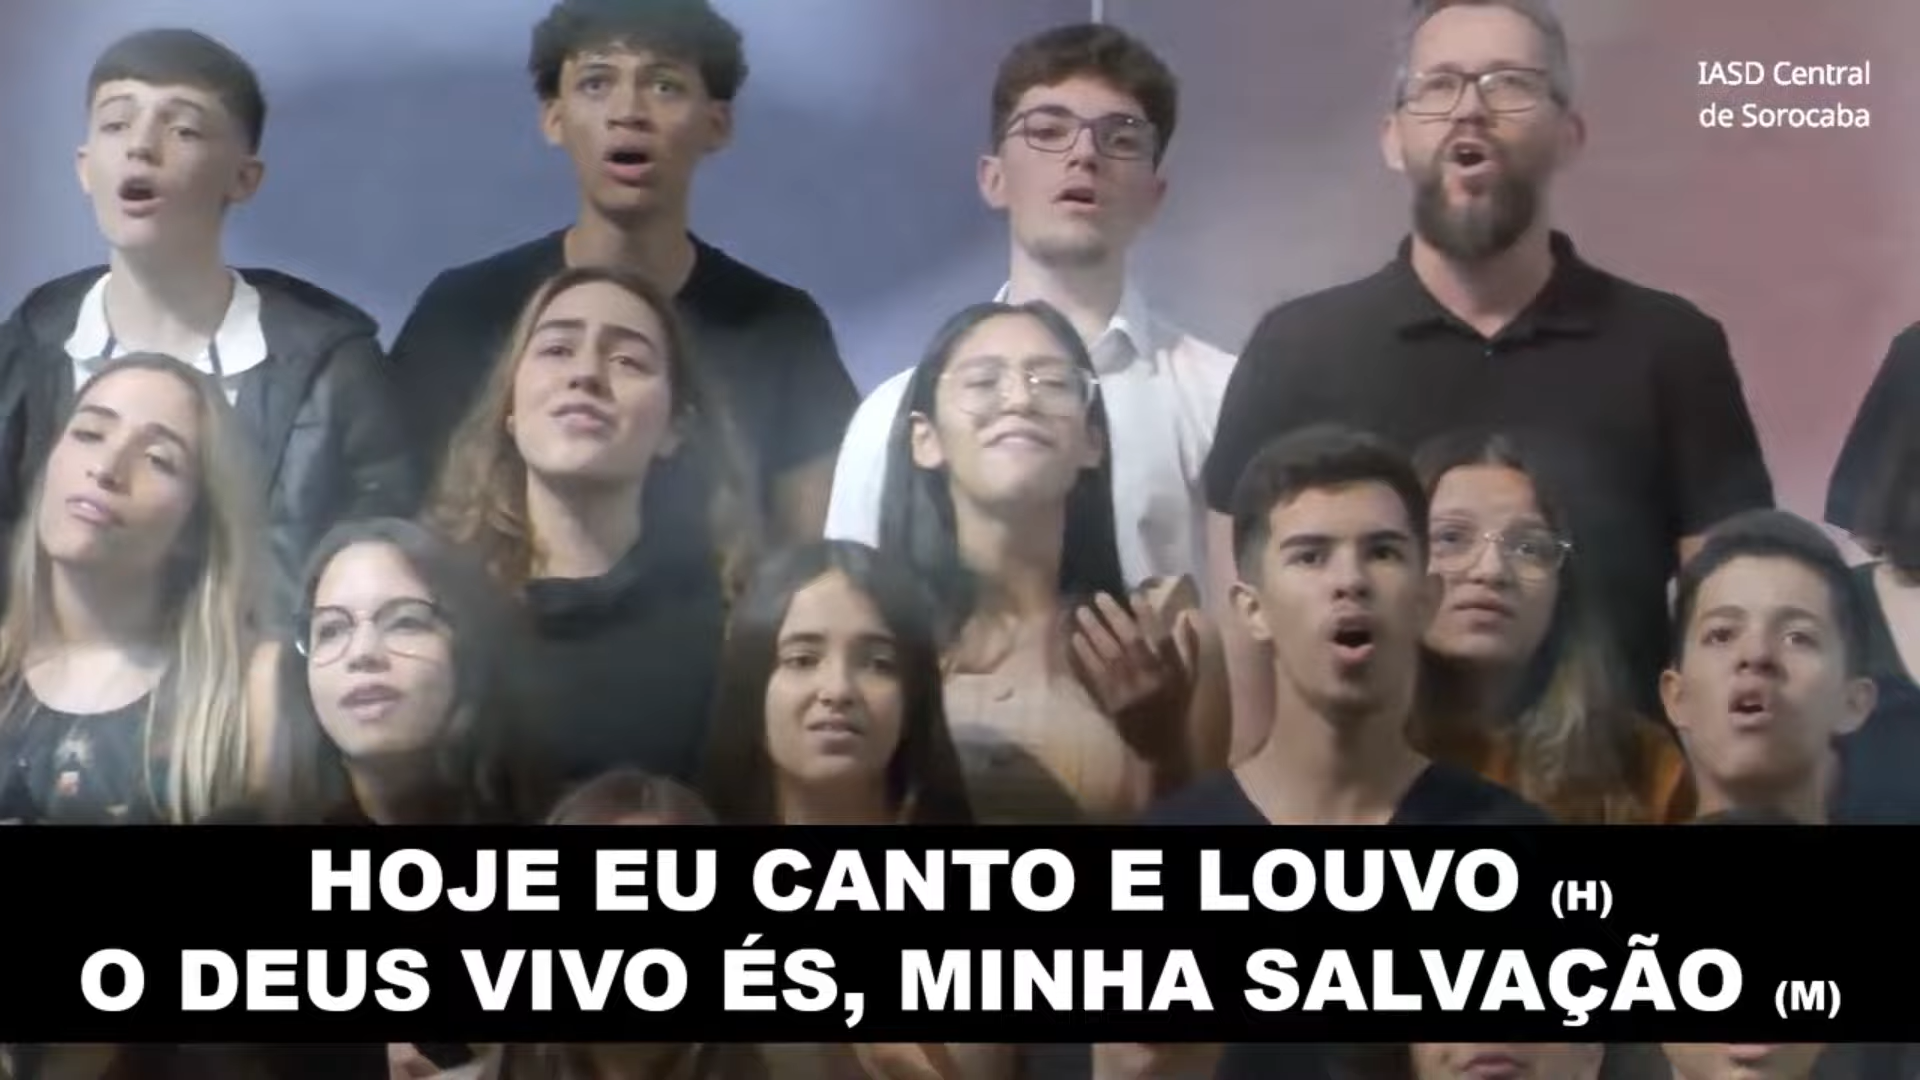 IASD Central
de Sorocaba
HOJE EU CANTO E LOUVO (H)
O DEUS VIVO ÉS, MINHA SALVAÇÃO (M)